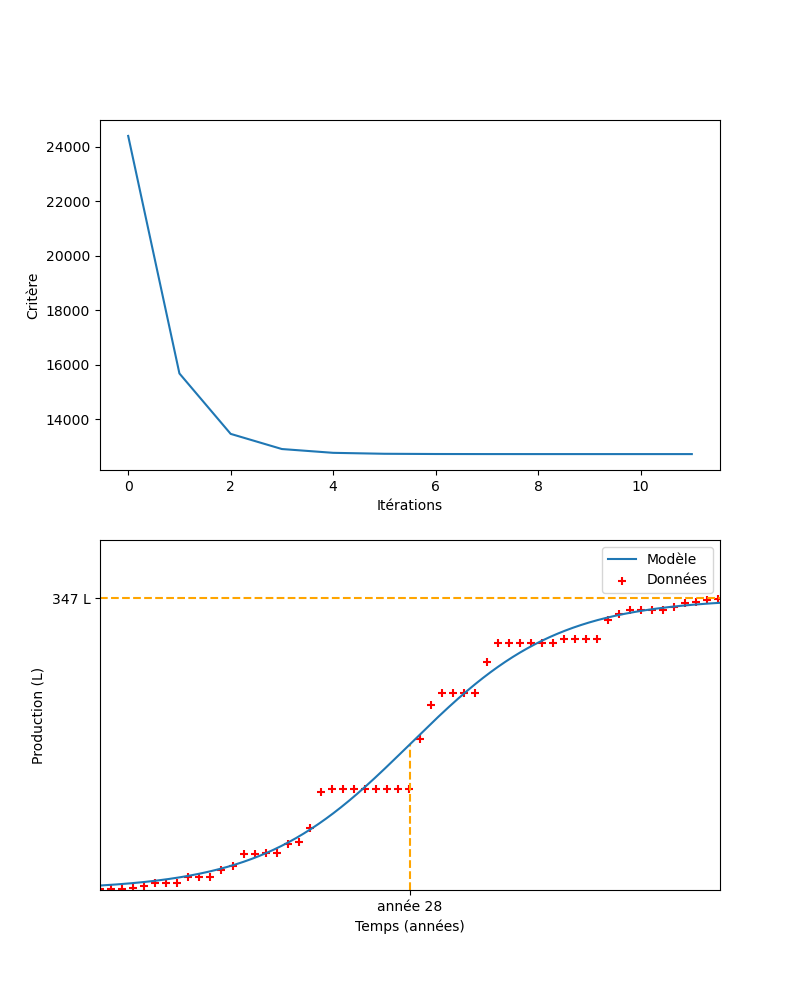 24000
22000
20000
18000
16000
14000
Critère
0 2 4 6 8 10
Itérations
Modèle
Données
347 L
Production (L)
année 28
Temps (années)